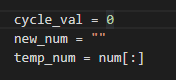 cycle_val = 0
new_num = ""
temp_num = num[:]